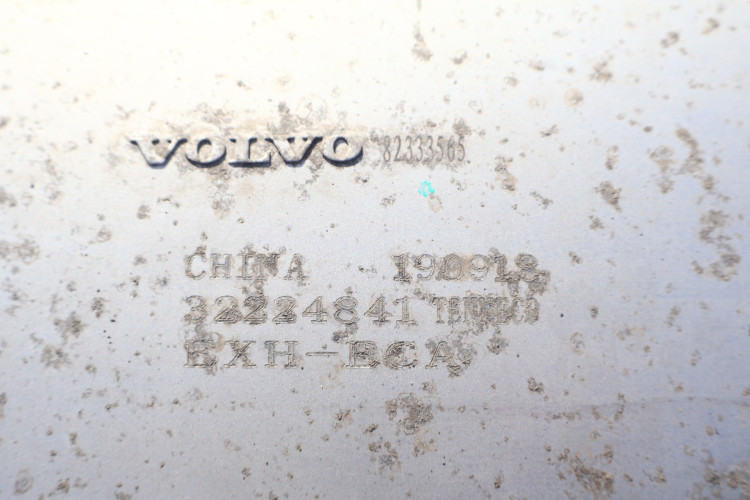 VOLVO 82333565
CHINA 190918
32224841 TENNECO
EXH-BCA